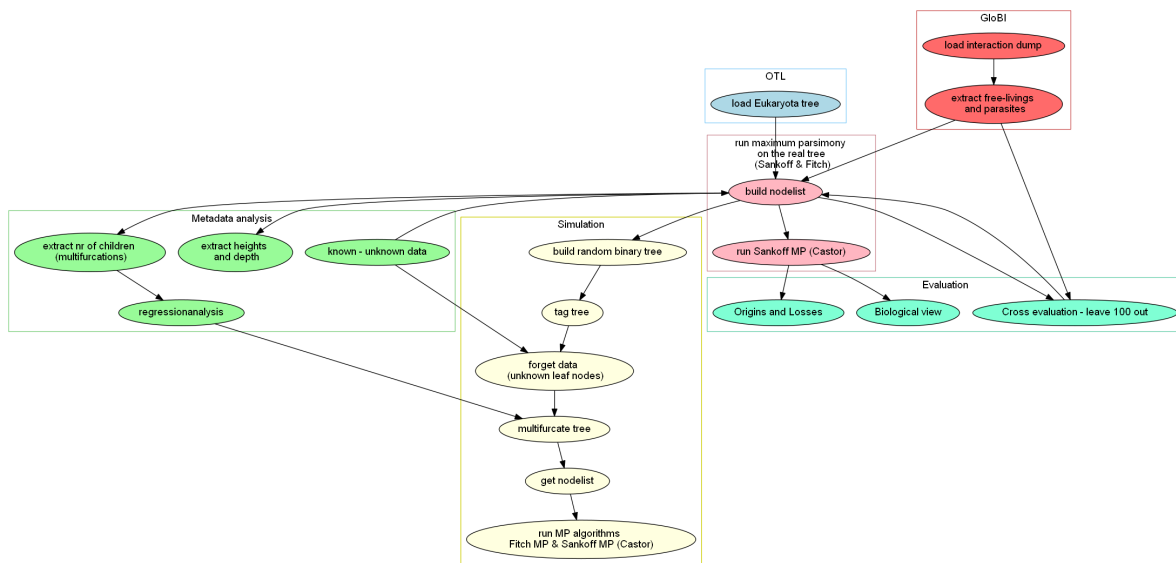 GloBI
load interaction dump
extract free-livings
and parasites
OTL
load Eukaryota tree
run maximum parsimony
on the real tree
(Sankoff & Fitch)
build nodelist
run Sankoff MP (Castor)
Metadata analysis
extract nr of children
(multifurcations)
extract heights
and depth
known - unknown data
regressionanalysis
Simulation
build random binary tree
tag tree
forget data
(unknown leaf nodes)
multifurcate tree
get nodelist
run MP algorithms
Fitch MP & Sankoff MP (Castor)
Evaluation
Origins and Losses
Biological view
Cross evaluation - leave 100 out